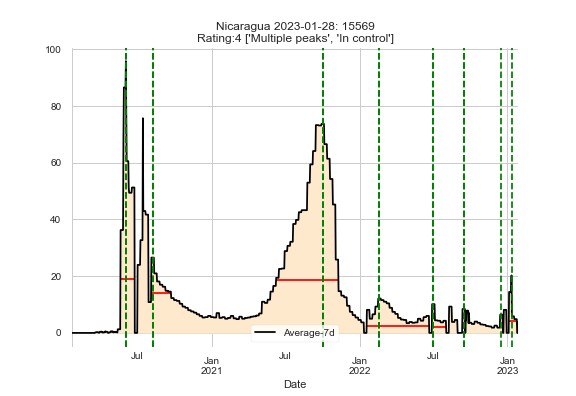 Nicaragua 2023-01-28: 15569
Rating:4 ['Multiple peaks', 'In control']
100
80
60
40
20
0
Average-7d
Jul
Jan
2021
Jul
Jan
2022
Jul
Jan
2023
Date